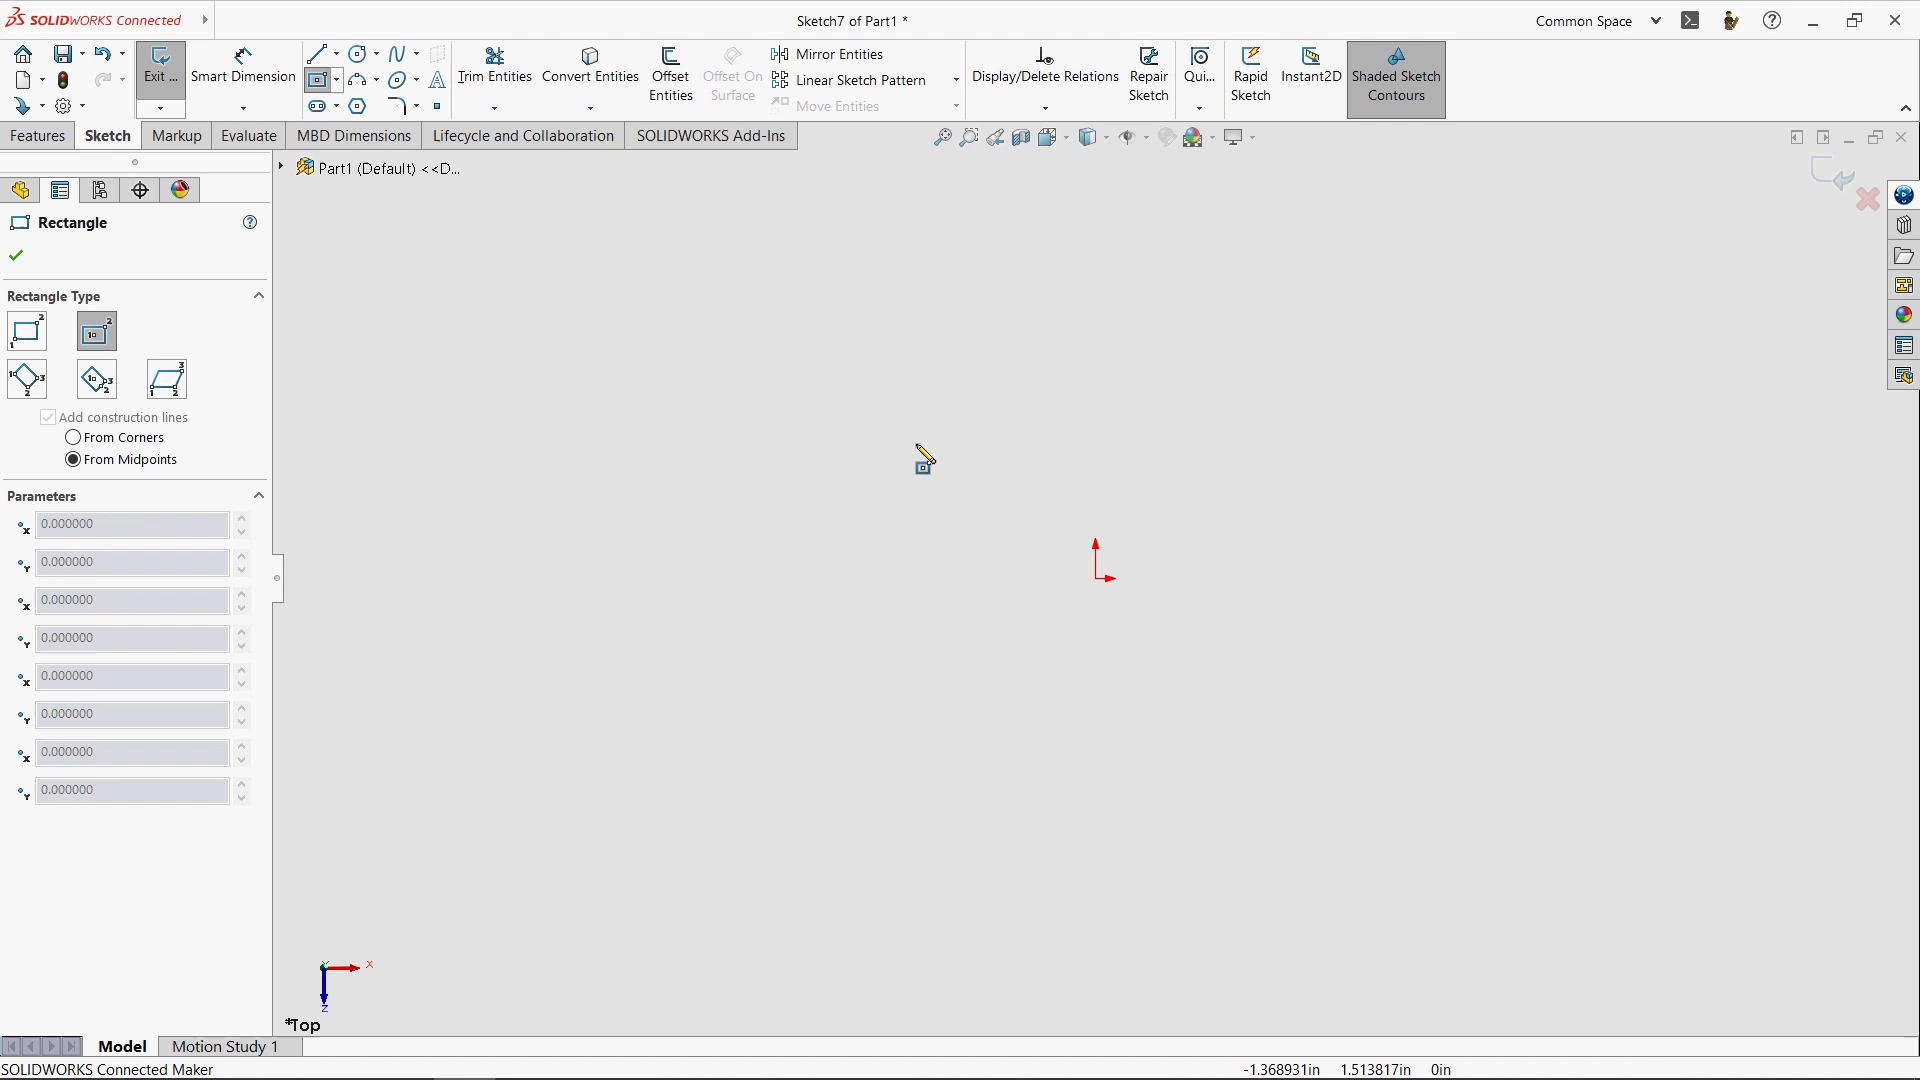 SOLIDWORKS Connected
Sketch7 of Part1 *
Common Space
Exit ...
Smart Dimension
Trim Entities
Convert Entities
Offset
Entities
Offset On
Surface
Mirror Entities
Linear Sketch Pattern
Move Entities
Display/Delete Relations
Repair
Sketch
Qui...
Rapid
Sketch
Instant2D
Shaded Sketch
Contours
Features
Sketch
Markup
Evaluate
MBD Dimensions
Lifecycle and Collaboration
SOLIDWORKS Add-Ins
Part1 (Default) <<D...
Rectangle
Rectangle Type
Add construction lines
From Corners
From Midpoints
Parameters
x 0.000000
Y 0.000000
x 0.000000
Y 0.000000
x 0.000000
Y 0.000000
x 0.000000
Y 0.000000
Y
X
Z
*Top
Model
Motion Study 1
SOLIDWORKS Connected Maker
-1.368931in 1.513817in 0in